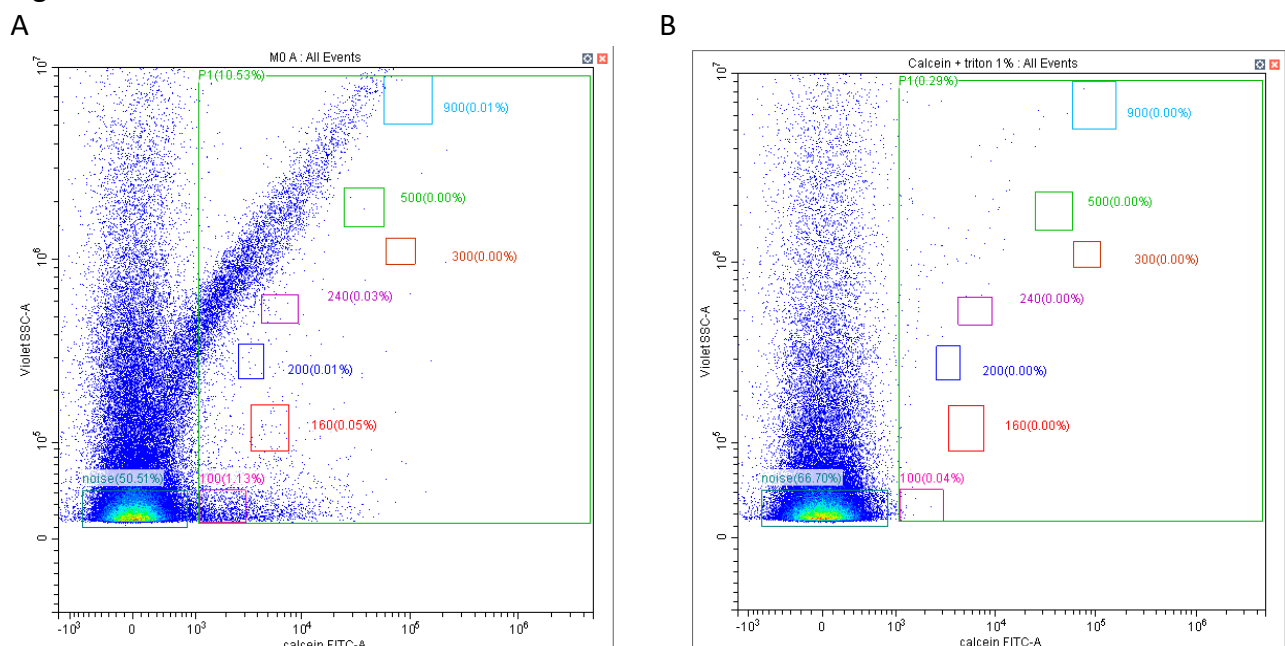 A
B
M0 A : All Events
Calcein + triton 1% : All Events
10^7
P1(10.53%)
900(0.01%)
500(0.00%)
300(0.00%)
10^6
240(0.03%)
200(0.01%)
160(0.05%)
10^5
noise(50.51%)
100(1.13%)
0
Violet SSC-A
-10^3
0
10^3
10^4
10^5
10^6
calcein FITC-A
10^7
P1(0.29%)
900(0.00%)
500(0.00%)
300(0.00%)
10^6
240(0.00%)
200(0.00%)
160(0.00%)
10^5
noise(66.70%)
100(0.04%)
0
Violet SSC-A
-10^3
0
10^3
10^4
10^5
10^6
calcein FITC-A